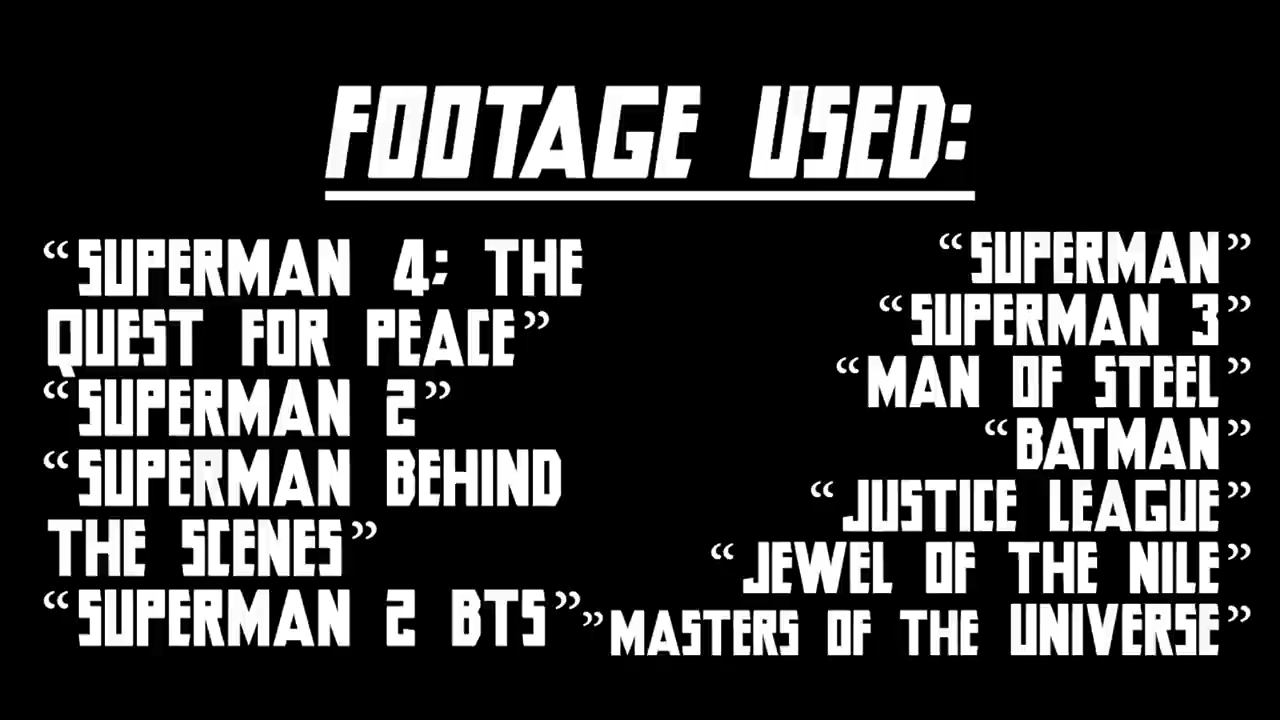 FOOTAGE USED:
“SUPERMAN 4: THE
QUEST FOR PEACE”
“SUPERMAN 2”
“SUPERMAN BEHIND
THE SCENES”
“SUPERMAN 2 BTS”
“SUPERMAN”
“SUPERMAN 3”
“MAN OF STEEL”
“BATMAN”
“JUSTICE LEAGUE”
“JEWEL OF THE NILE”
”MASTERS OF THE UNIVERSE”